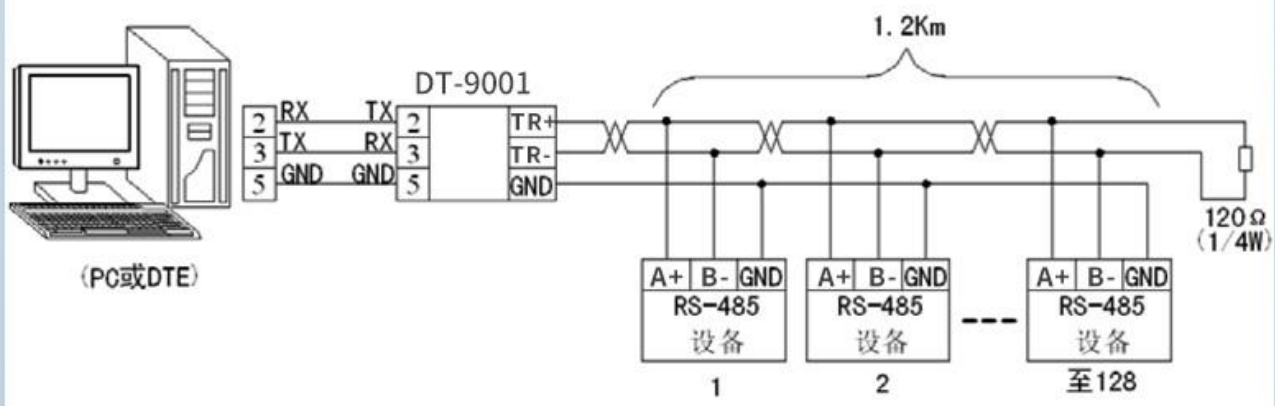 1.2Km
DT-9001
2 RX TX 2 TR+
3 TX RX 3 TR-
5 GND GND 5 GND
120Ω
(1/4W)
(PC或DTE)
A+ B- GND A+ B- GND A+ B- GND
RS-485 RS-485 RS-485
设备 设备 设备
1 2 至128